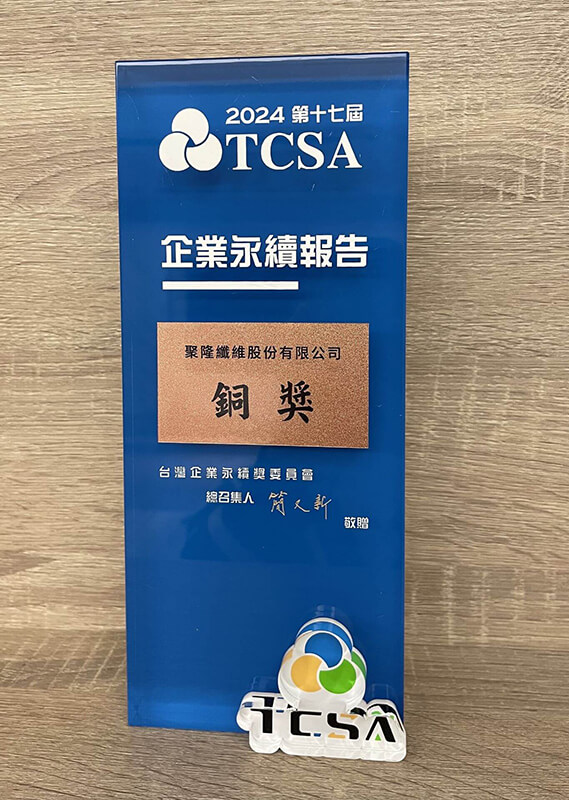 2024 第十七屆
TCSA
企業永續報告
聚隆纖維股份有限公司
銅獎
台灣企業永續獎委員會
總召集人 簡又新
敬贈
TCSA